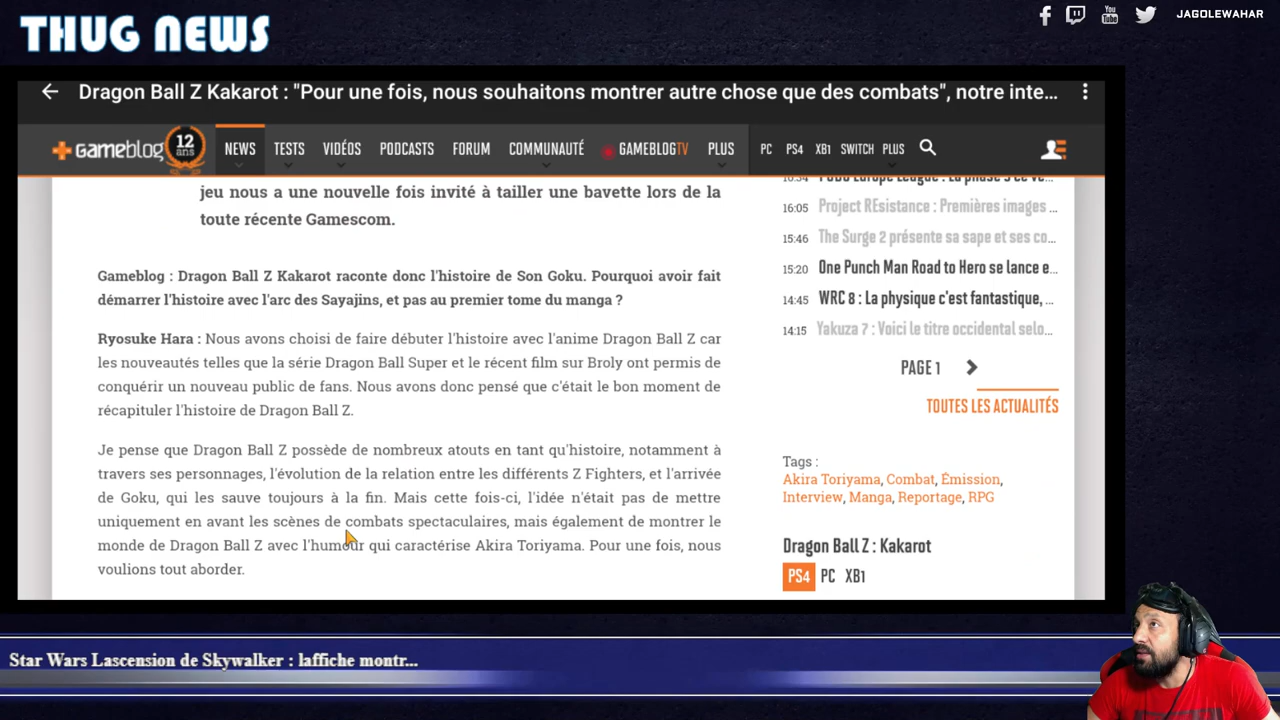 THUG NEWS
JAGOLEWAHAR
Dragon Ball Z Kakarot : "Pour une fois, nous souhaitons montrer autre chose que des combats", notre inte...
gameblog 12 ans NEWS TESTS VIDÉOS PODCASTS FORUM COMMUNAUTÉ GAMEBLOGTV PLUS PC PS4 XB1 SWITCH PLUS
jeu nous a une nouvelle fois invité à tailler une bavette lors de la
toute récente Gamescom.
Gameblog : Dragon Ball Z Kakarot raconte donc l'histoire de Son Goku. Pourquoi avoir fait
démarrer l'histoire avec l'arc des Sayajins, et pas au premier tome du manga ?
Ryosuke Hara : Nous avons choisi de faire débuter l'histoire avec l'anime Dragon Ball Z car
les nouveautés telles que la série Dragon Ball Super et le récent film sur Broly ont permis de
conquérir un nouveau public de fans. Nous avons donc pensé que c'était le bon moment de
récapituler l'histoire de Dragon Ball Z.
Je pense que Dragon Ball Z possède de nombreux atouts en tant qu'histoire, notamment à
travers ses personnages, l'évolution de la relation entre les différents Z Fighters, et l'arrivée
de Goku, qui les sauve toujours à la fin. Mais cette fois-ci, l'idée n'était pas de mettre
uniquement en avant les scènes de combats spectaculaires, mais également de montrer le
monde de Dragon Ball Z avec l'humour qui caractérise Akira Toriyama. Pour une fois, nous
voulions tout aborder.
16:34 PUBG Europe League : La phase 3 ce ve...
16:05 Project REsistance : Premières images ...
15:46 The Surge 2 présente sa sape et ses co...
15:20 One Punch Man Road to Hero se lance e...
14:45 WRC 8 : La physique c'est fantastique, ...
14:15 Yakuza 7 : Voici le titre occidental selo...
PAGE 1
TOUTES LES ACTUALITÉS
Tags :
Akira Toriyama, Combat, Émission,
Interview, Manga, Reportage, RPG
Dragon Ball Z : Kakarot
PS4 PC XB1
Star Wars Lascension de Skywalker : laffiche montr...